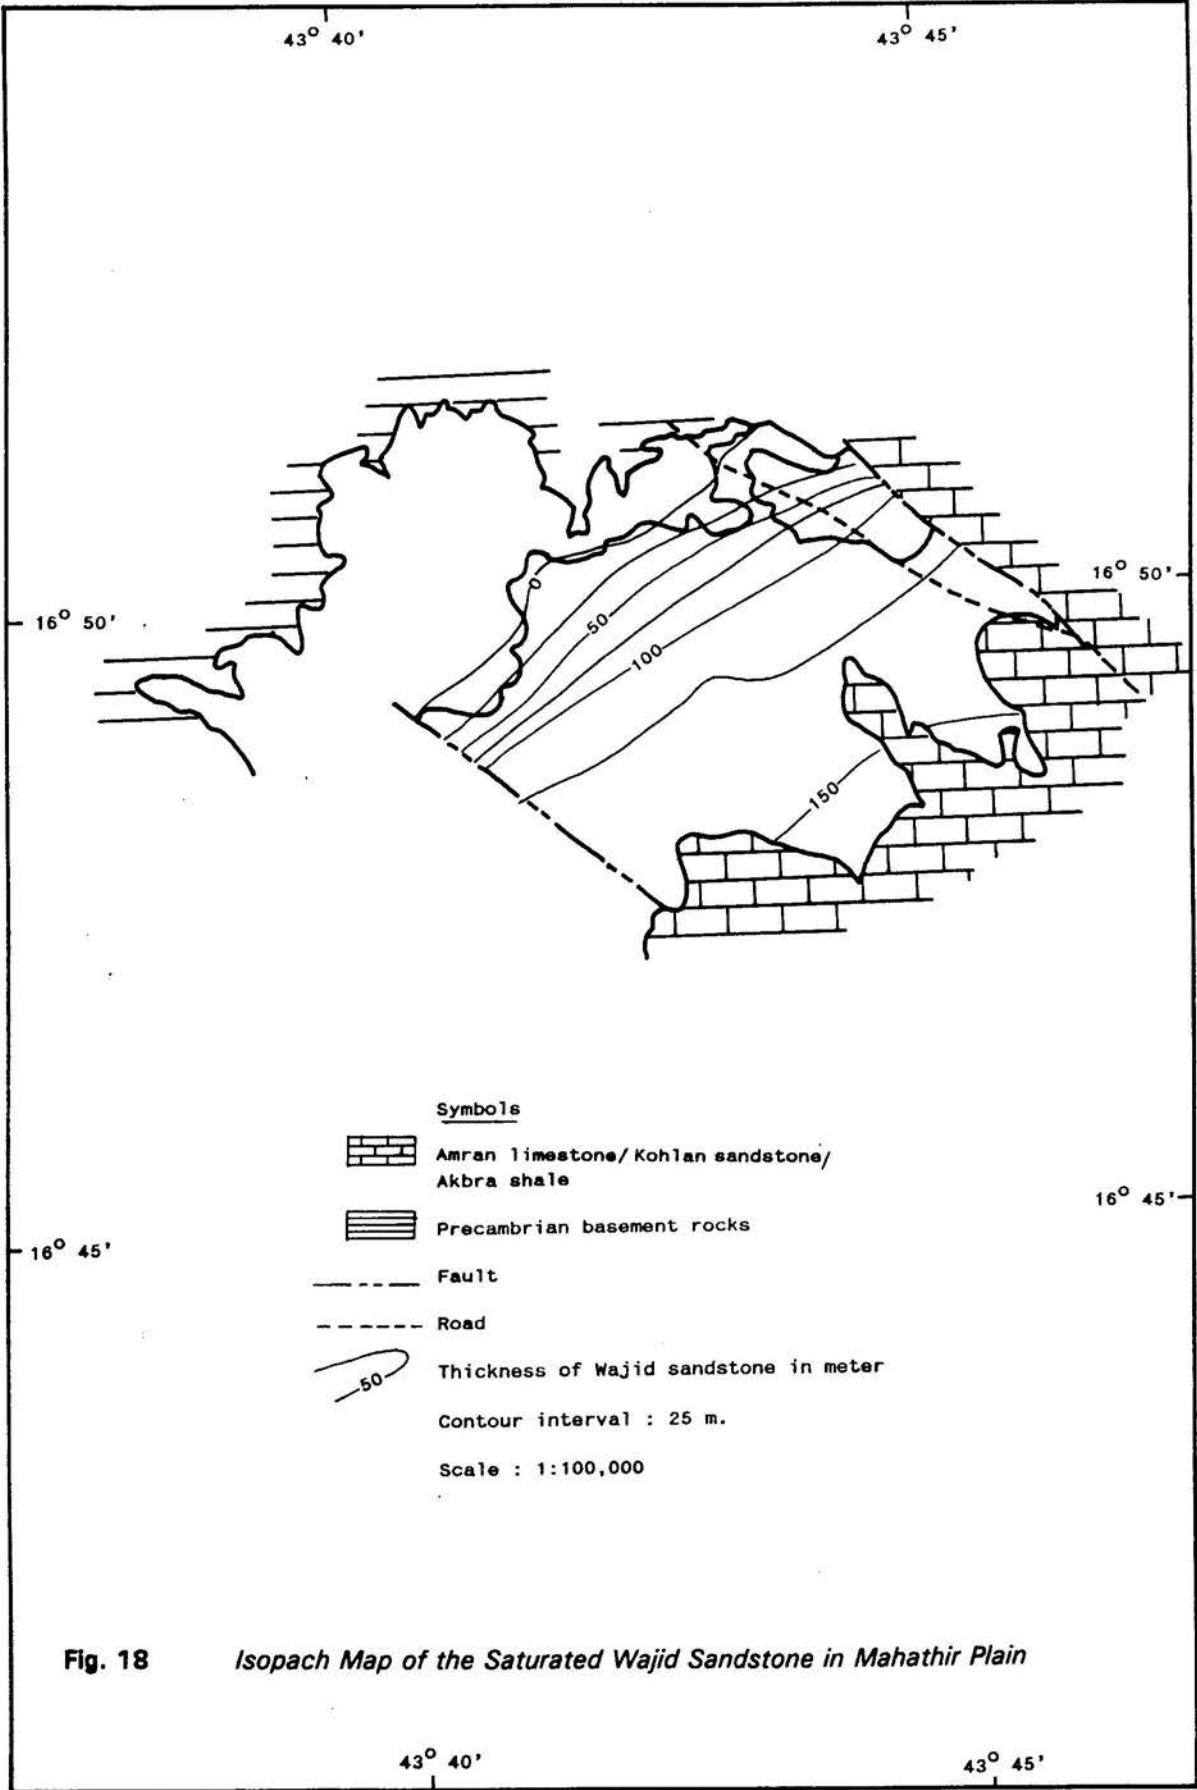 43° 40'
43° 45'
16° 50'
16° 50'
0
50
100
150
Symbols
Amran limestone/Kohlan sandstone/
Akbra shale
Precambrian basement rocks
16° 45'
16° 45'
Fault
Road
50
Thickness of Wajid sandstone in meter
Contour interval : 25 m.
Scale : 1:100,000
Fig. 18 Isopach Map of the Saturated Wajid Sandstone in Mahathir Plain
43° 40'
43° 45'